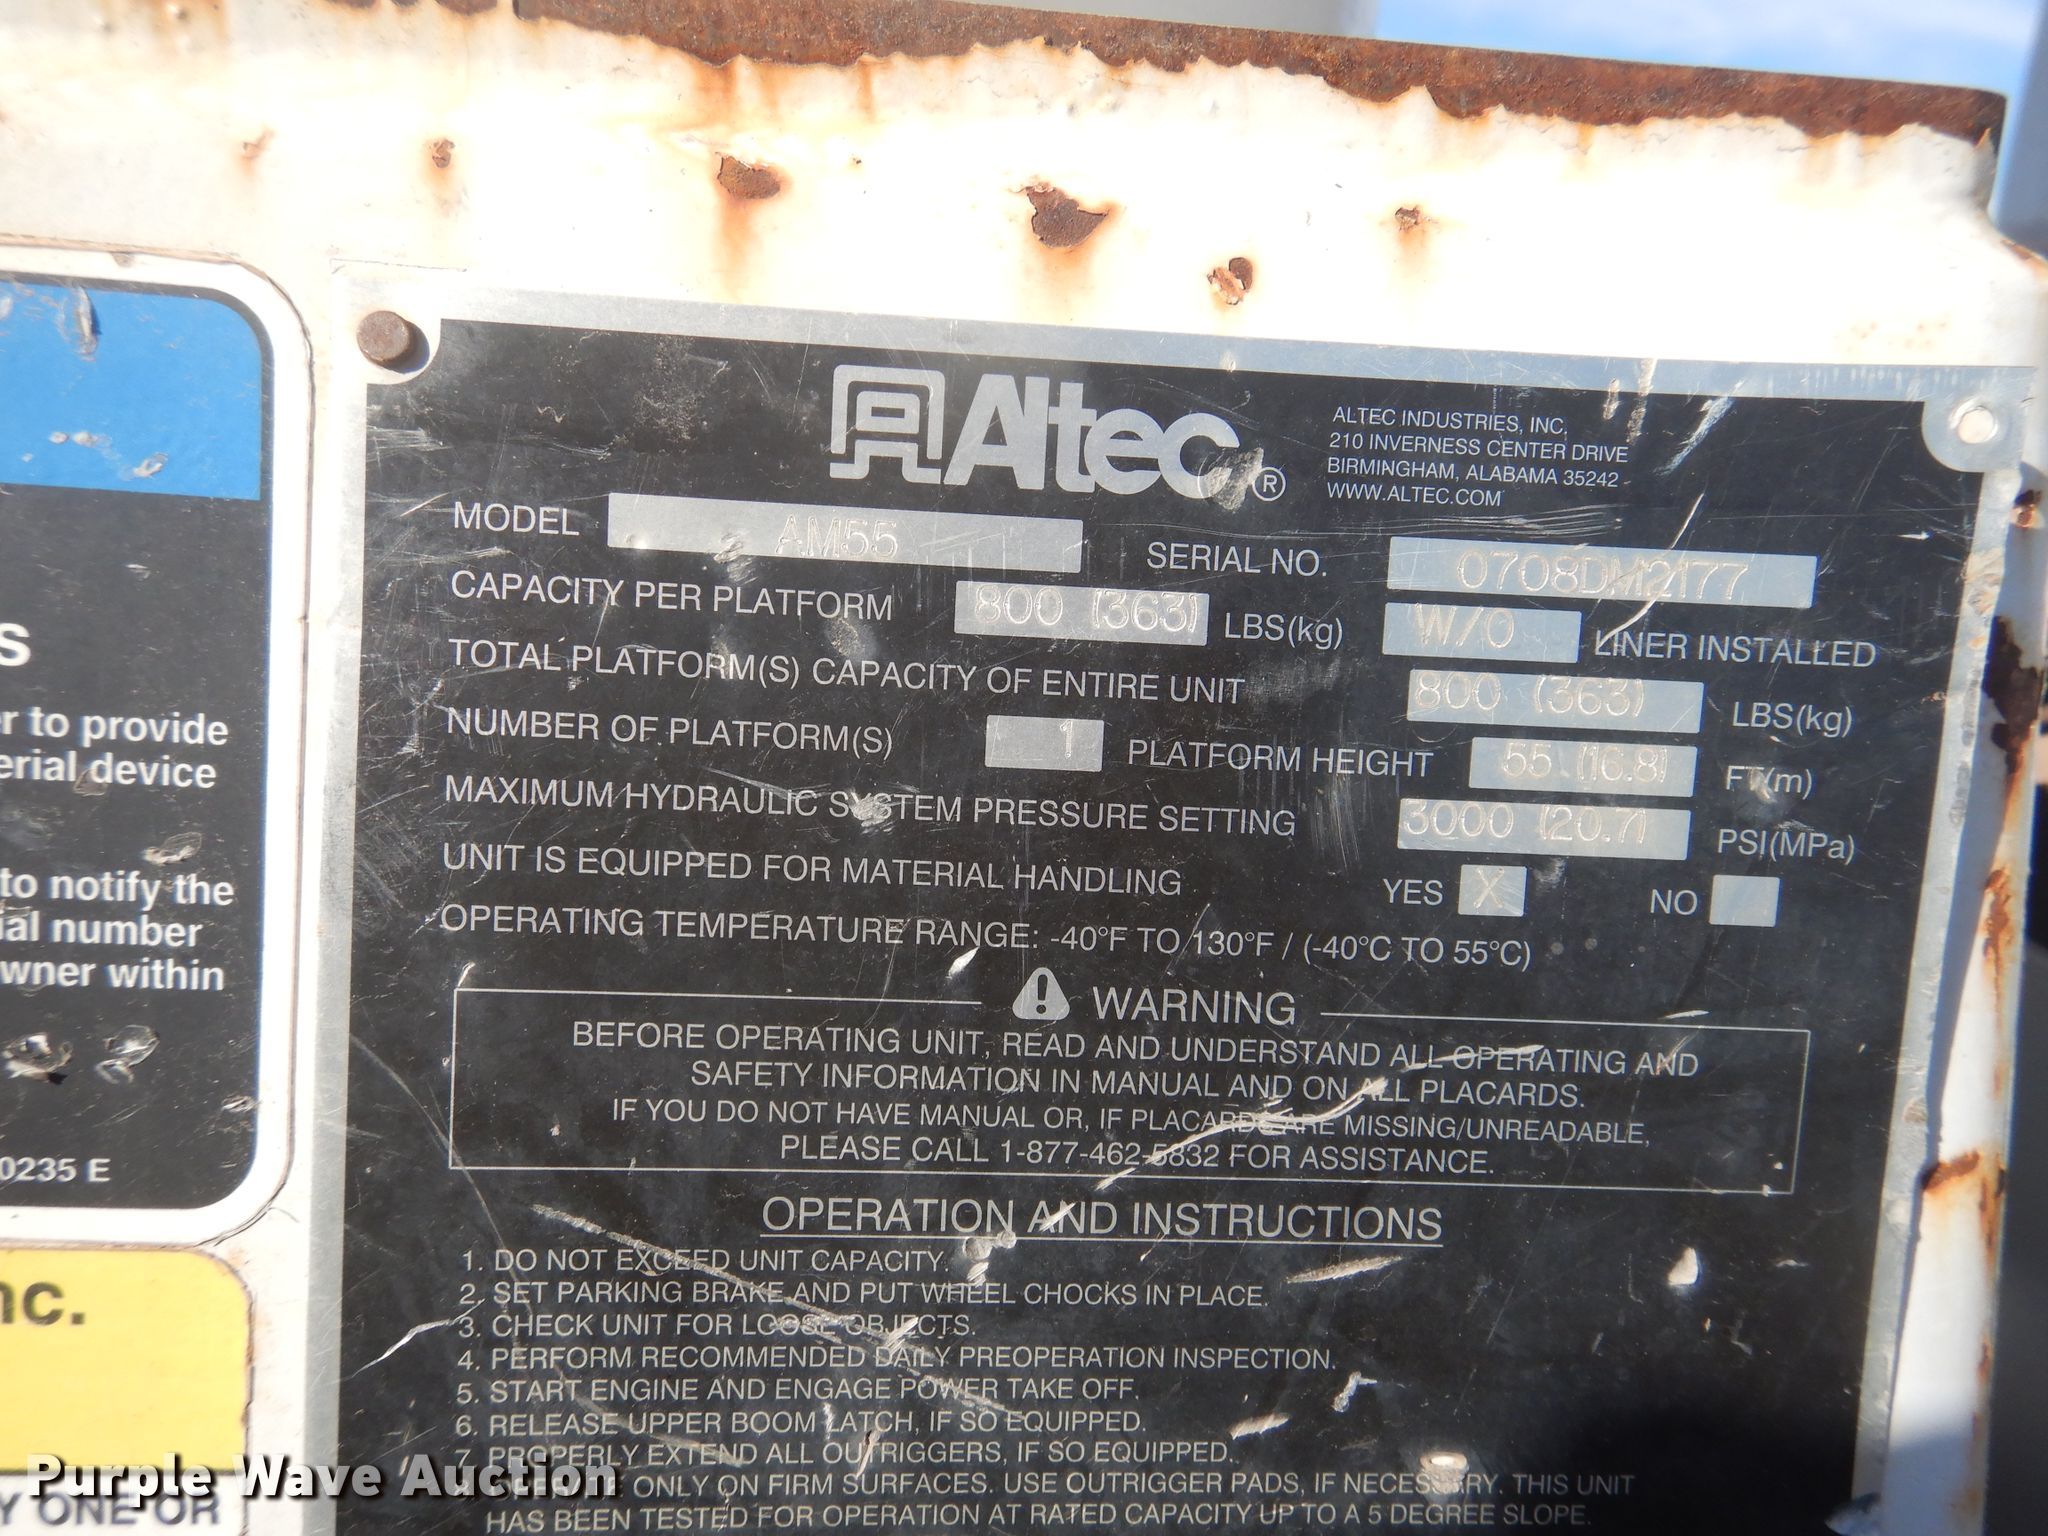 Altec®
ALTEC INDUSTRIES, INC.
210 INVERNESS CENTER DRIVE
BIRMINGHAM, ALABAMA 35242
WWW.ALTEC.COM
MODEL AM55 SERIAL NO. 0708DM2177
CAPACITY PER PLATFORM 800 (363) LBS(kg) W/O LINER INSTALLED
TOTAL PLATFORM(S) CAPACITY OF ENTIRE UNIT 800 (363) LBS(kg)
NUMBER OF PLATFORM(S) 1 PLATFORM HEIGHT 55 (16.8) FT(m)
MAXIMUM HYDRAULIC SYSTEM PRESSURE SETTING 3000 (20.7) PSI(MPa)
UNIT IS EQUIPPED FOR MATERIAL HANDLING YES X NO
OPERATING TEMPERATURE RANGE: -40°F TO 130°F / (-40°C TO 55°C)
WARNING
BEFORE OPERATING UNIT, READ AND UNDERSTAND ALL OPERATING AND
SAFETY INFORMATION IN MANUAL AND ON ALL PLACARDS.
IF YOU DO NOT HAVE MANUAL OR, IF PLACARDS ARE MISSING/UNREADABLE,
PLEASE CALL 1-877-462-5832 FOR ASSISTANCE.
OPERATION AND INSTRUCTIONS
1. DO NOT EXCEED UNIT CAPACITY.
2. SET PARKING BRAKE AND PUT WHEEL CHOCKS IN PLACE.
3. CHECK UNIT FOR LOOSE OBJECTS.
4. PERFORM RECOMMENDED DAILY PREOPERATION INSPECTION.
5. START ENGINE AND ENGAGE POWER TAKE OFF.
6. RELEASE UPPER BOOM LATCH, IF SO EQUIPPED.
7. PROPERLY EXTEND ALL OUTRIGGERS, IF SO EQUIPPED.
ONLY ON FIRM SURFACES. USE OUTRIGGER PADS, IF NECESSARY. THIS UNIT
HAS BEEN TESTED FOR OPERATION AT RATED CAPACITY UP TO A 5 DEGREE SLOPE.
S
er to provide
erial device
to notify the
ial number
wner within
0235 E
nc.
Y ONE OR
Purple Wave Auction